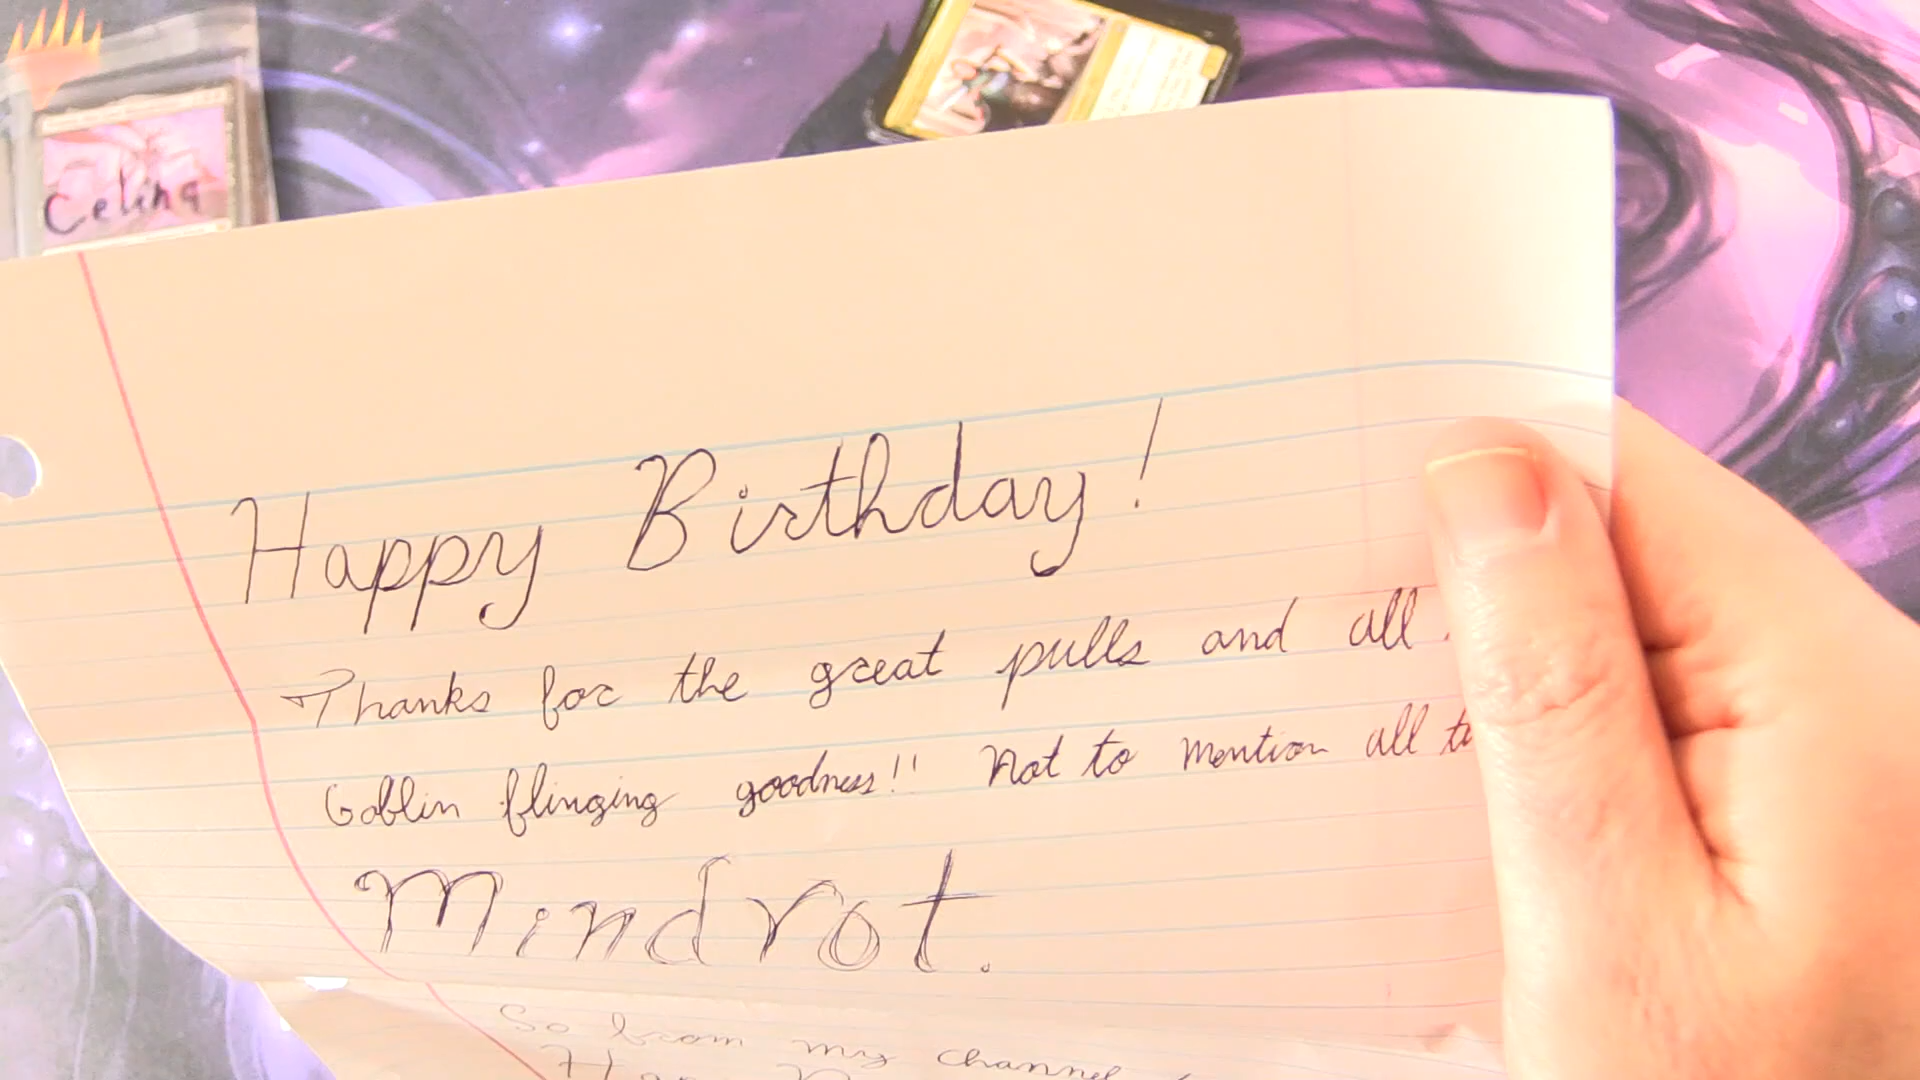 Celina
Happy Birthday!
Thanks for the great pulls and all
Goblin flinging goodness!! Not to mention all
Mindrot.
So from my channel